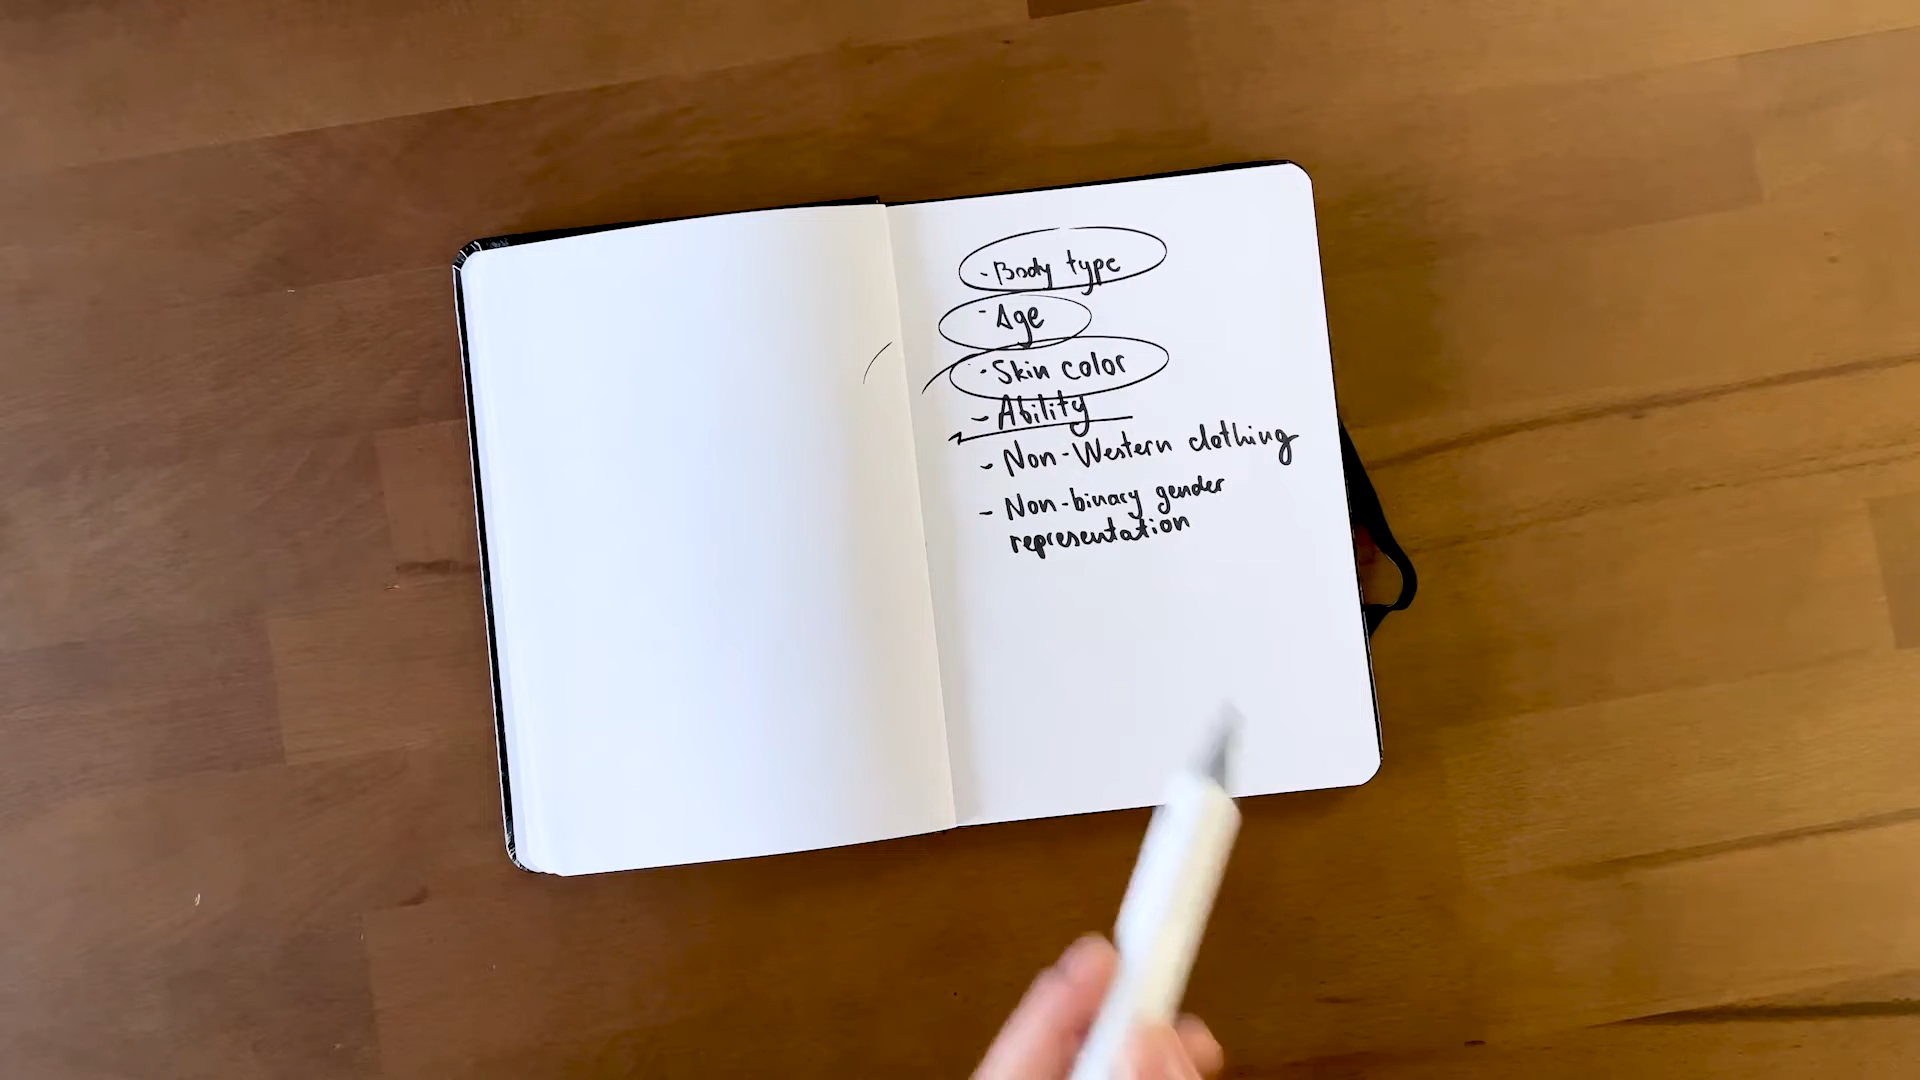 - Body type
- Age
- Skin color
- Ability
- Non-Western clothing
- Non-binary gender
representation